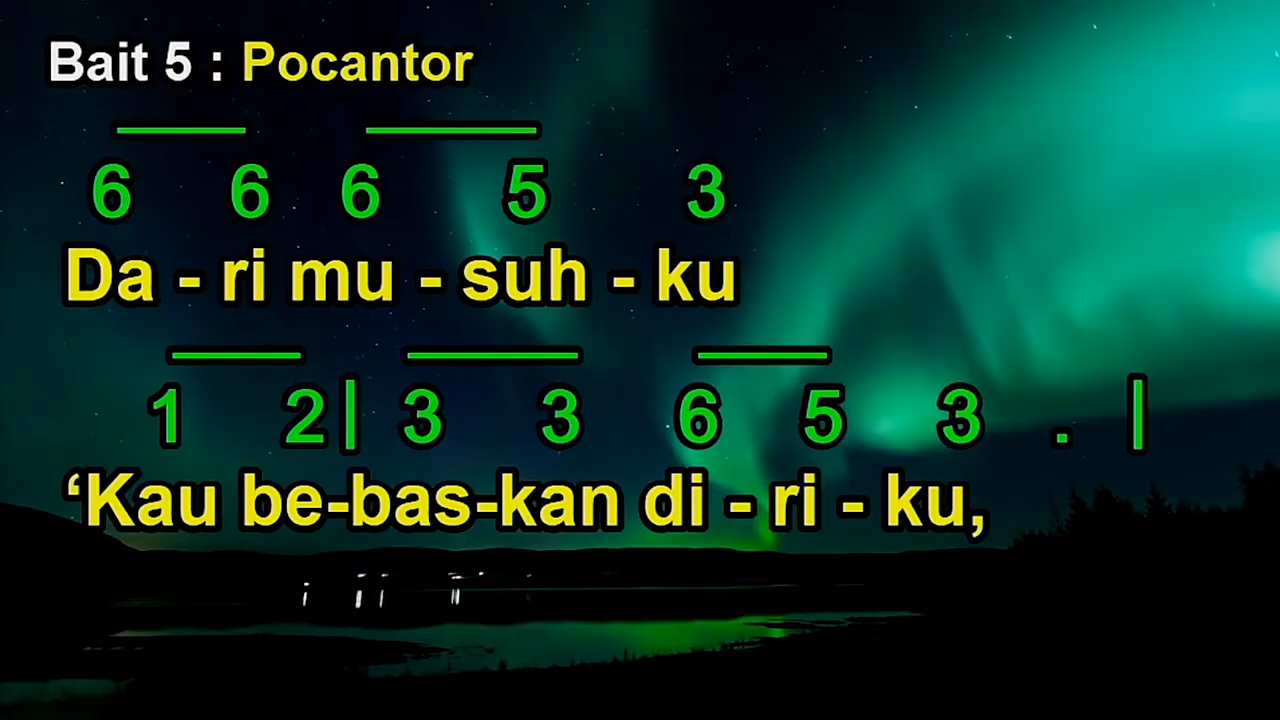 Bait 5 : Pocantor
6 6 6 5 3
Da - ri mu - suh - ku
1 2 | 3 3 6 5 3 . |
‘Kau be-bas-kan di - ri - ku,